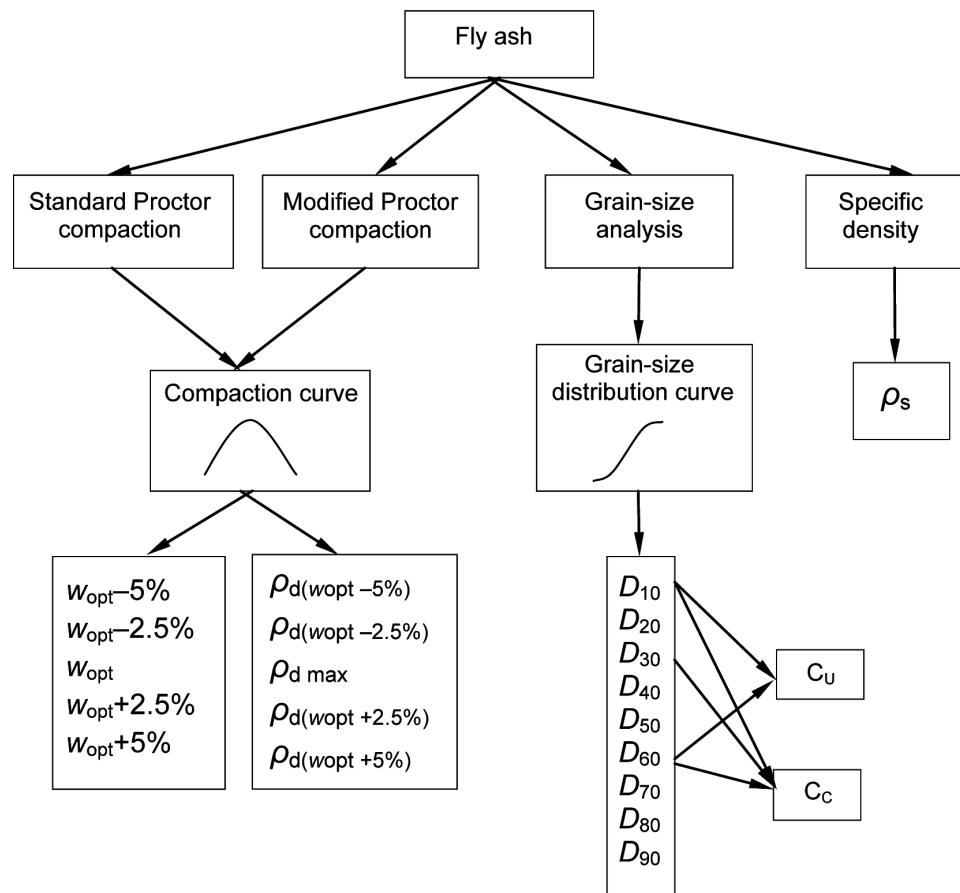 Fly ash
Standard Proctor
compaction
Modified Proctor
compaction
Grain-size
analysis
Specific
density
Compaction curve
Grain-size
distribution curve
ρs
wopt–5%
wopt–2.5%
wopt
wopt+2.5%
wopt+5%
ρd(wopt –5%)
ρd(wopt –2.5%)
ρd max
ρd(wopt +2.5%)
ρd(wopt +5%)
D10
D20
D30
D40
D50
D60
D70
D80
D90
CU
CC